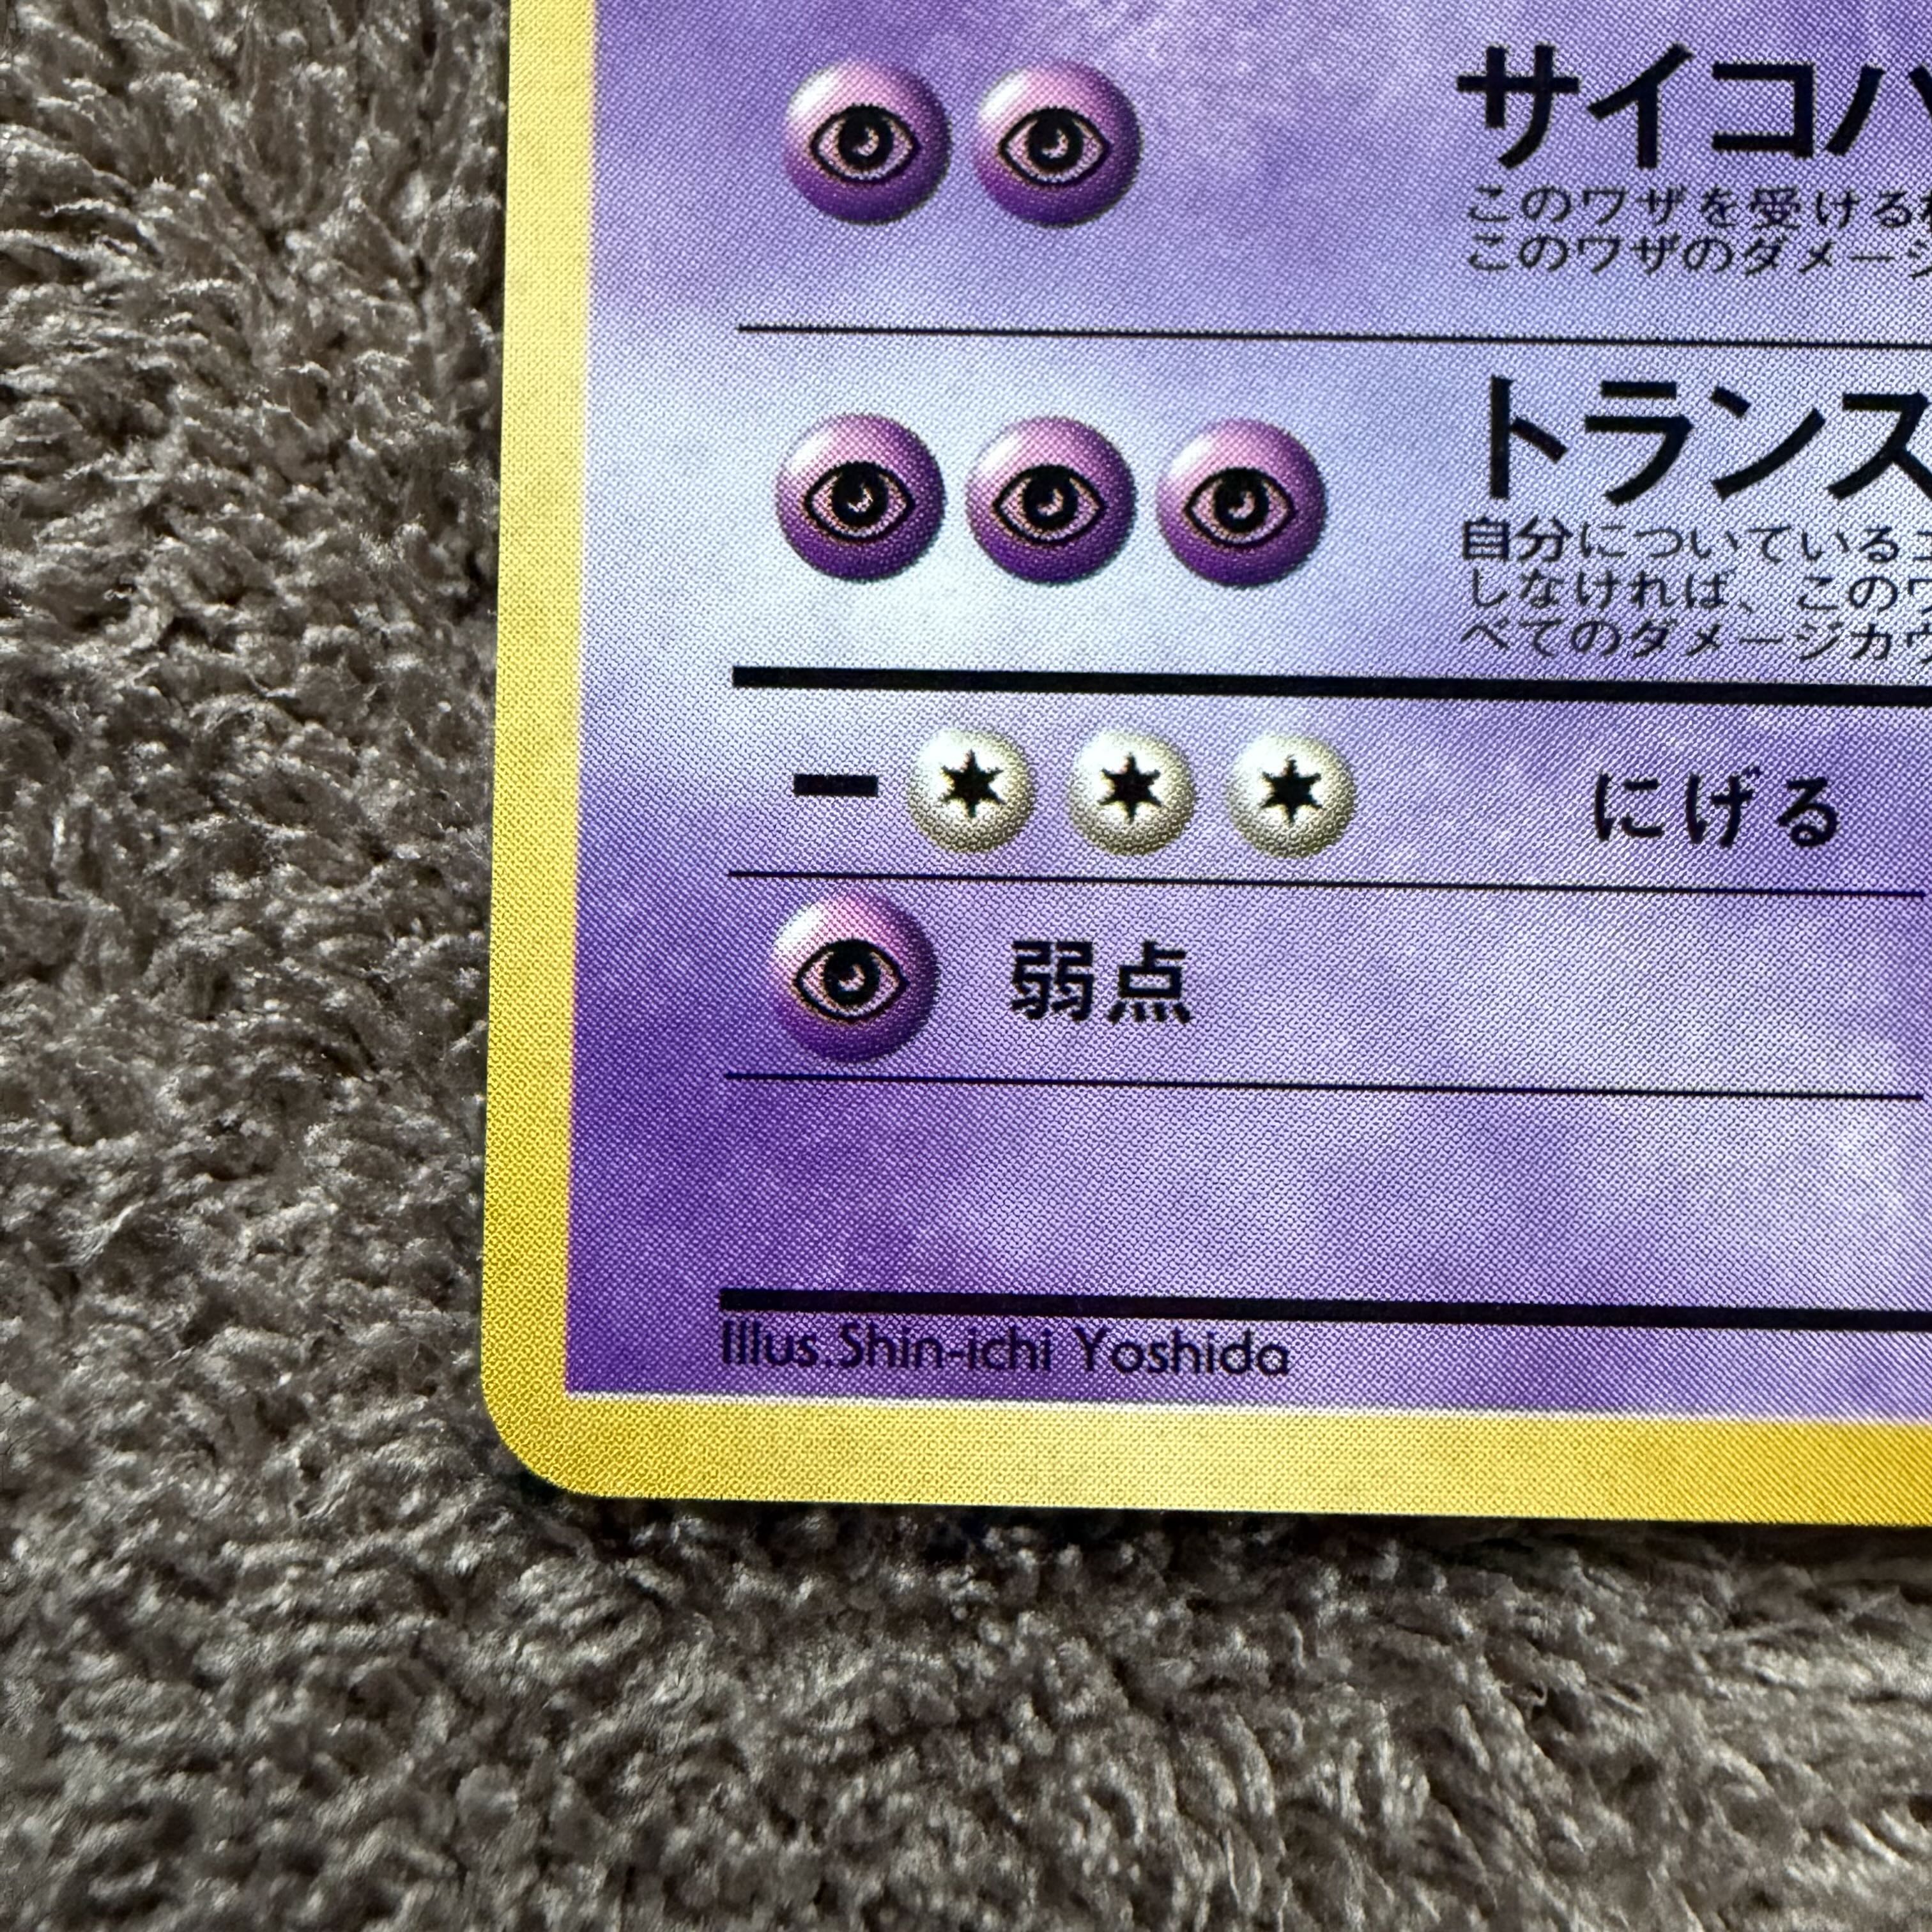 サイコ
このワザを受ける
このワザのダメージ
トランス
自分についている
しなければ、このワ
べてのダメージカウ
にげる
弱点
Illus.Shin-ichi Yoshida